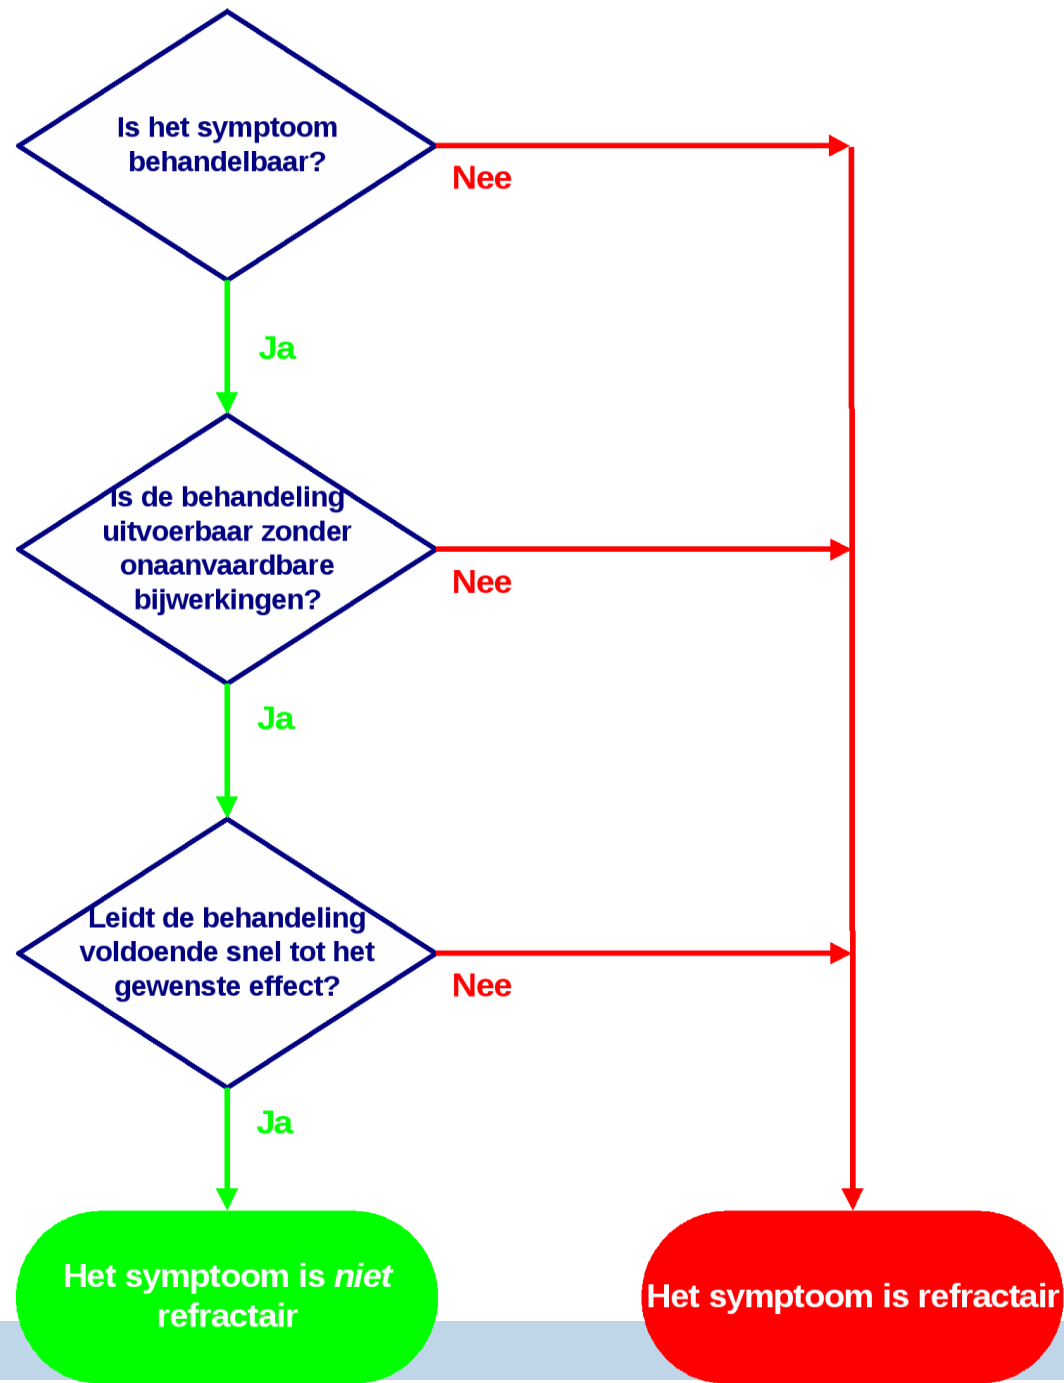 Is het symptoom
behandelbaar?
Nee
Ja
Is de behandeling
uitvoerbaar zonder
onaanvaardbare
bijwerkingen?
Nee
Ja
Leidt de behandeling
voldoende snel tot het
gewenste effect?
Nee
Ja
Het symptoom is niet
refractair
Het symptoom is refractair